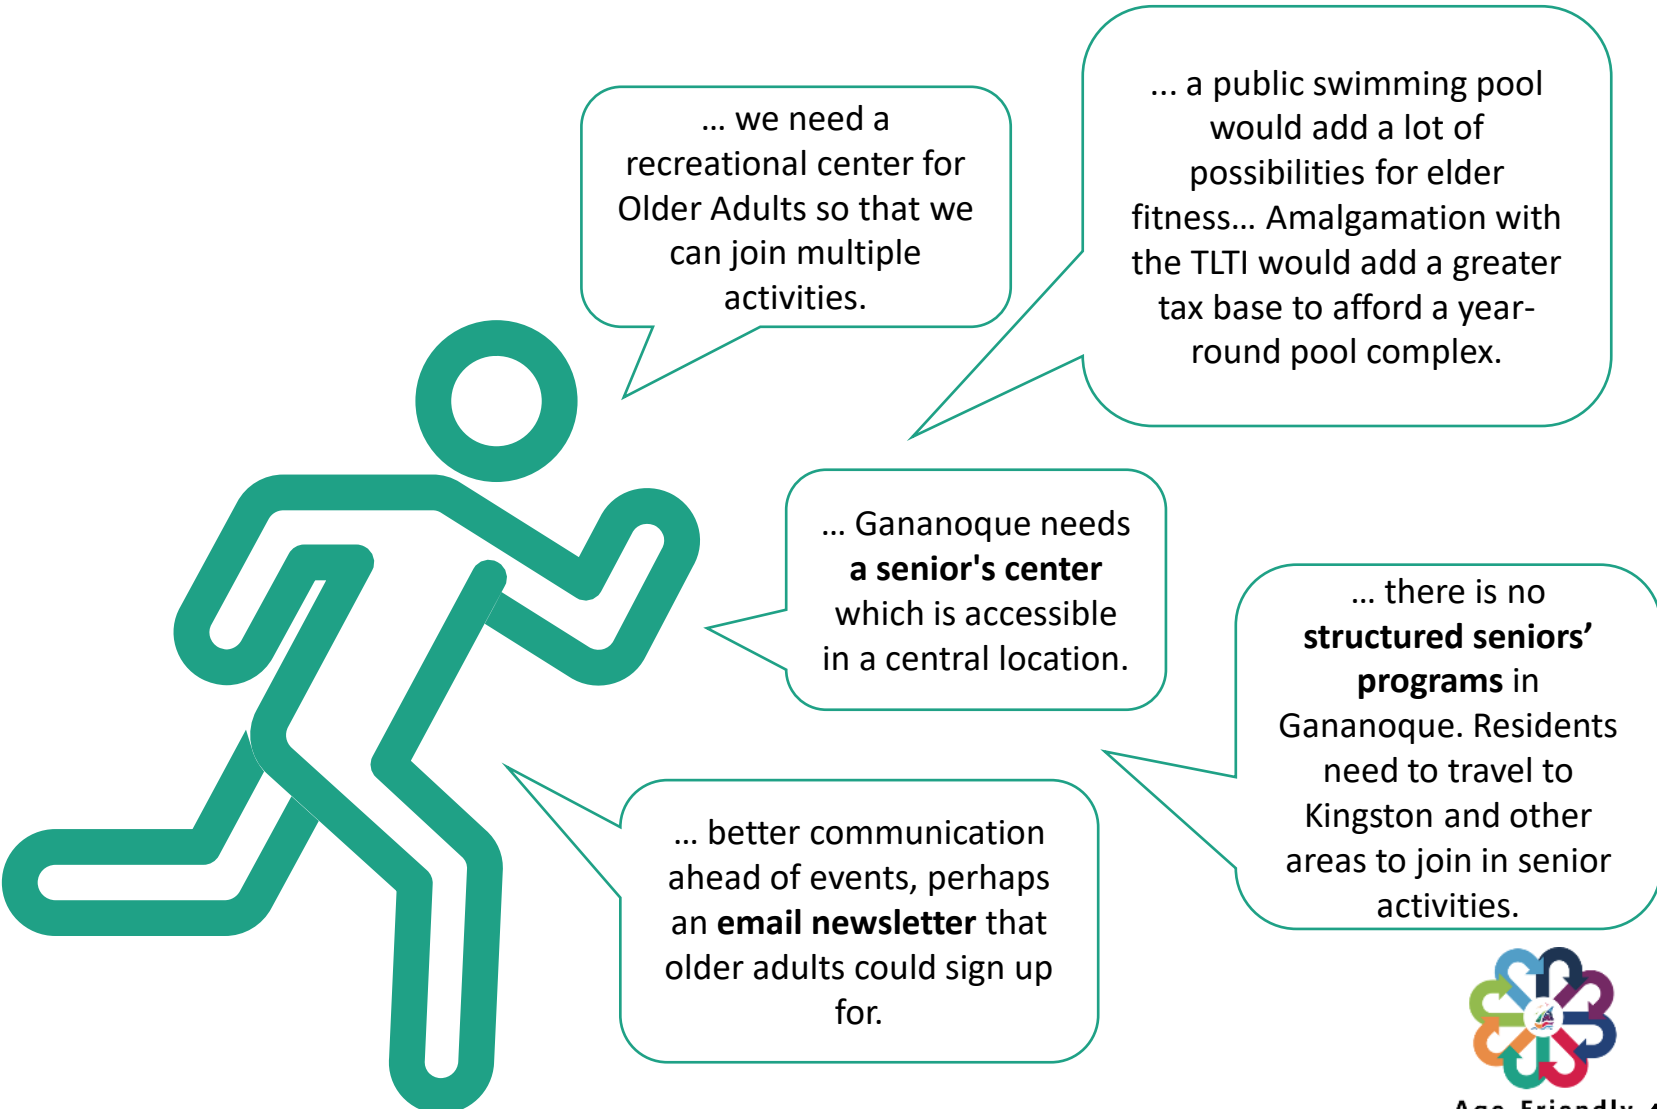 ... we need a
recreational center for
Older Adults so that we
can join multiple
activities.
... a public swimming pool
would add a lot of
possibilities for elder
fitness... Amalgamation with
the TLTI would add a greater
tax base to afford a year-
round pool complex.
... Gananoque needs
a senior's center
which is accessible
in a central location.
... there is no
structured seniors’
programs in
Gananoque. Residents
need to travel to
Kingston and other
areas to join in senior
activities.
... better communication
ahead of events, perhaps
an email newsletter that
older adults could sign up
for.
Age Friendly